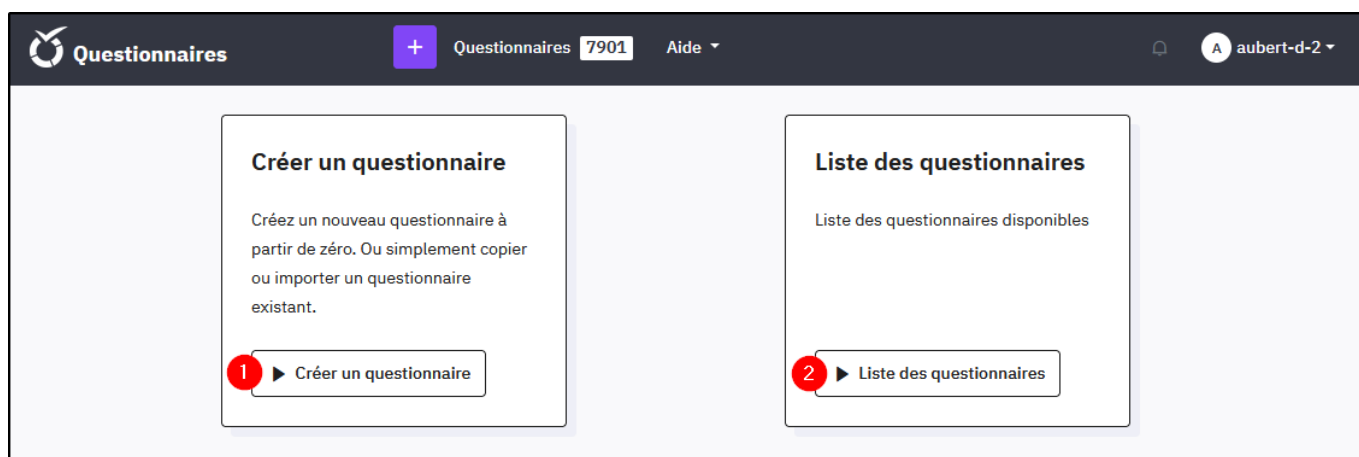 Questionnaires
+ Questionnaires 7901 Aide
A aubert-d-2
Créer un questionnaire
Créez un nouveau questionnaire à
partir de zéro. Ou simplement copier
ou importer un questionnaire
existant.
1 Créer un questionnaire
Liste des questionnaires
Liste des questionnaires disponibles
2 Liste des questionnaires